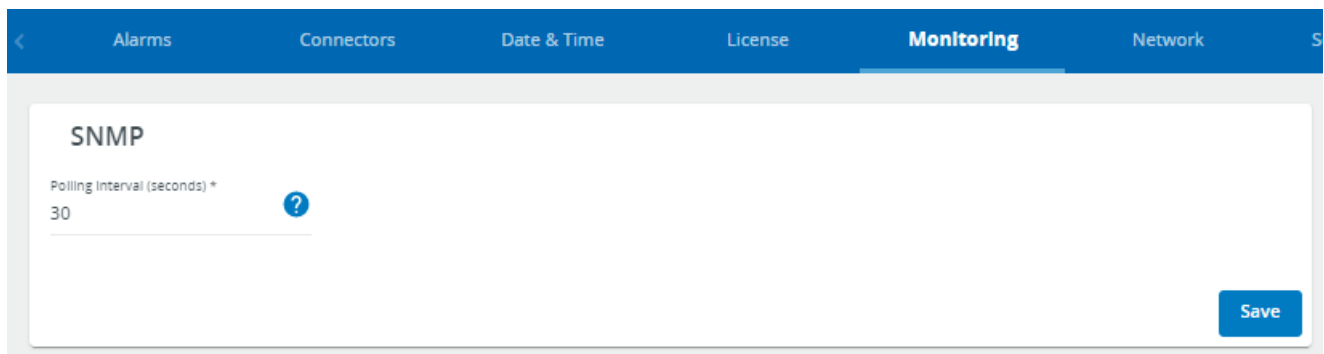 Alarms Connectors Date & Time License Monitoring Network
SNMP
Polling Interval (seconds) *
30
?
Save